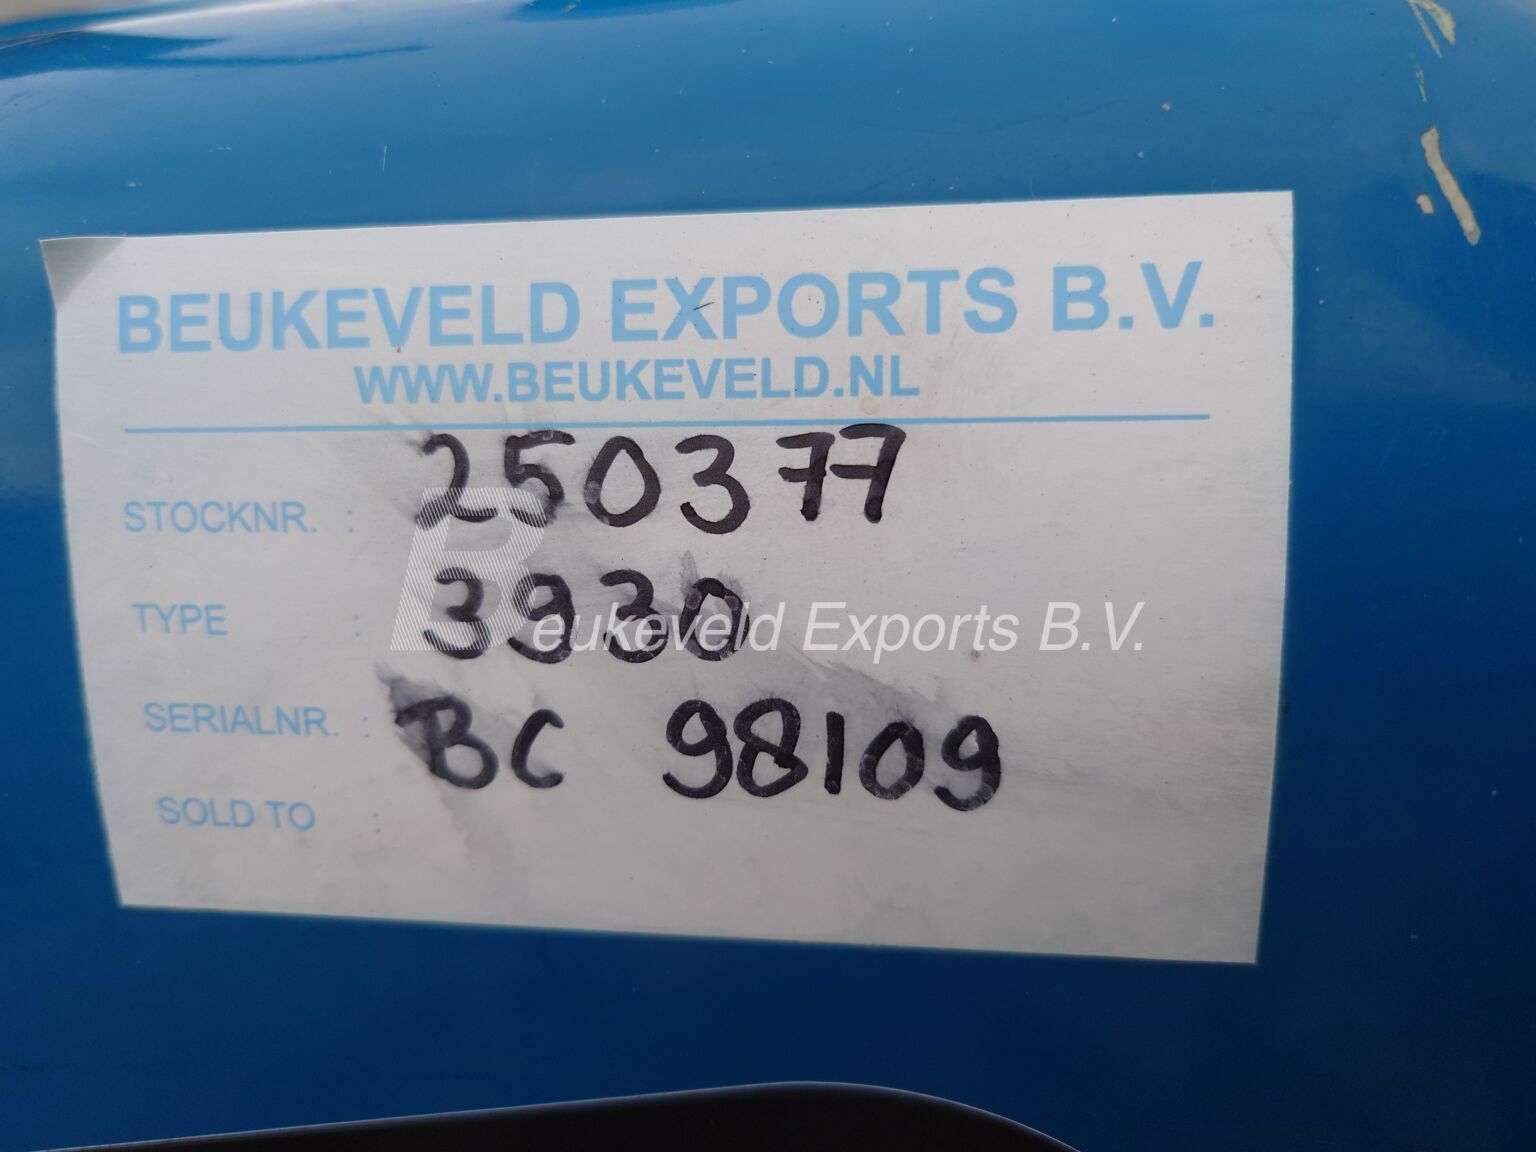 BEUKEVELD EXPORTS B.V.
WWW.BEUKEVELD.NL
STOCKNR. : 250377
TYPE : 3930
Beukeveld Exports B.V.
SERIALNR. : BC 98109
SOLD TO